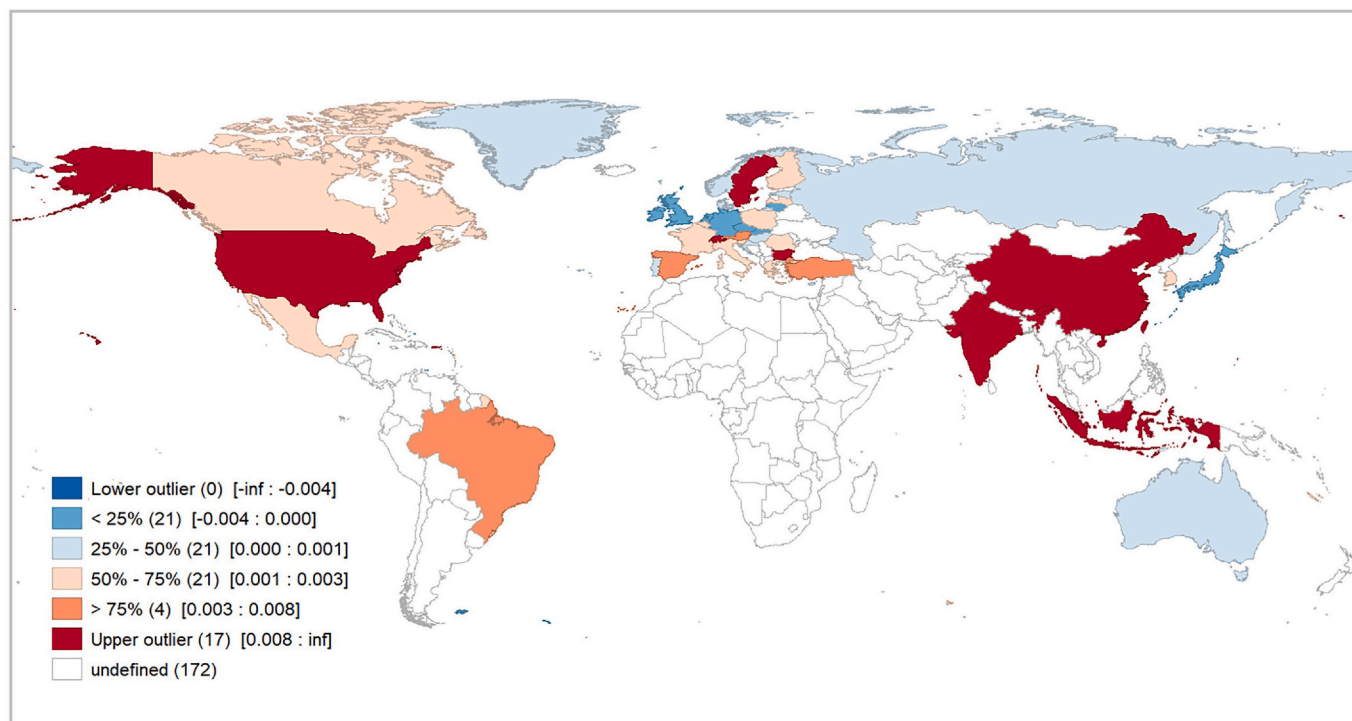 Lower outlier (0) [-inf : -0.004]
< 25% (21) [-0.004 : 0.000]
25% - 50% (21) [0.000 : 0.001]
50% - 75% (21) [0.001 : 0.003]
> 75% (4) [0.003 : 0.008]
Upper outlier (17) [0.008 : inf]
undefined (172)